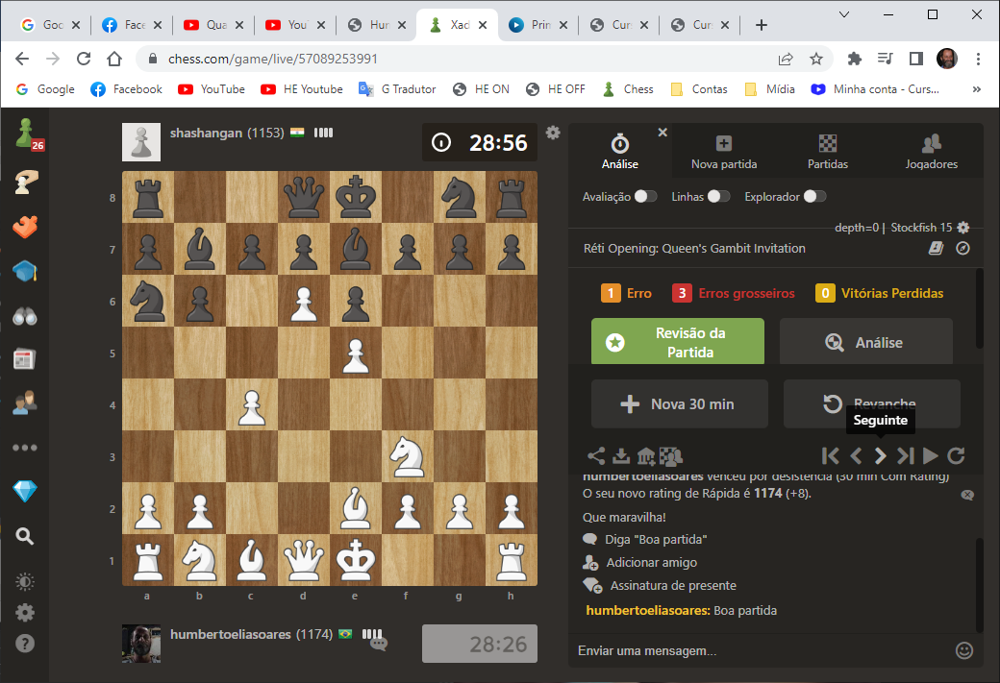 Goo
Face
Qua
You
Hur
Xad
Prin
Curs
Curs
chess.com/game/live/57089253991
Google
Facebook
YouTube
HE Youtube
G Tradutor
HE ON
HE OFF
Chess
Contas
Mídia
Minha conta - Curs...
»
26
shashangan (1153)
28:56
8
7
6
5
4
3
2
1
a b c d e f g h
humbertoeliasoares (1174)
28:26
Análise
Nova partida
Partidas
Jogadores
Avaliação
Linhas
Explorador
depth=0 | Stockfish 15
Réti Opening: Queen's Gambit Invitation
1 Erro
3 Erros grosseiros
0 Vitórias Perdidas
Revisão da
Partida
Análise
Nova 30 min
Revanche
Seguinte
humbertoeliasoares venceu por desistência (30 min Com Rating)
O seu novo rating de Rápida é 1174 (+8).
Que maravilha!
Diga "Boa partida"
Adicionar amigo
Assinatura de presente
humbertoeliasoares: Boa partida
Enviar uma mensagem...